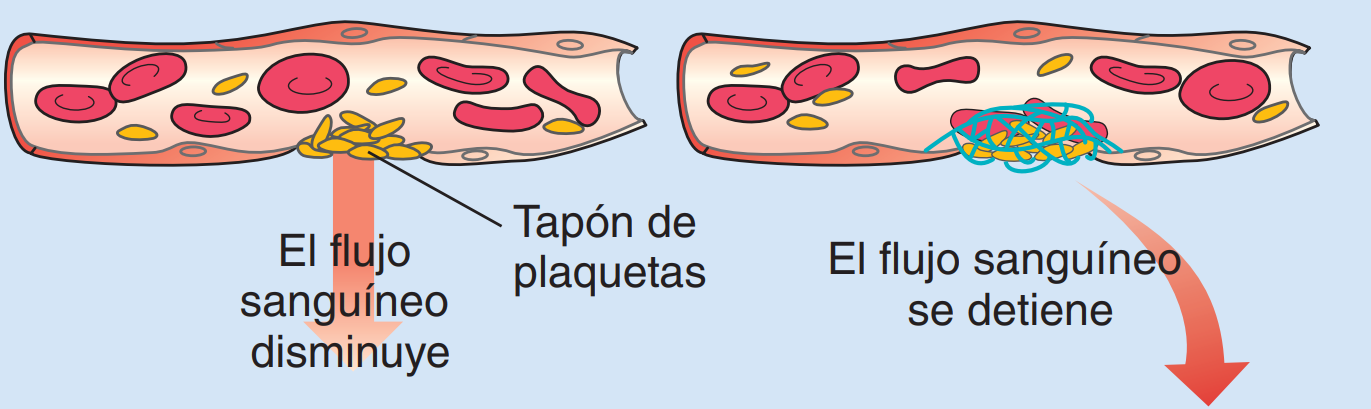 El flujo
sanguíneo
disminuye
Tapón de
plaquetas
El flujo sanguíneo
se detiene